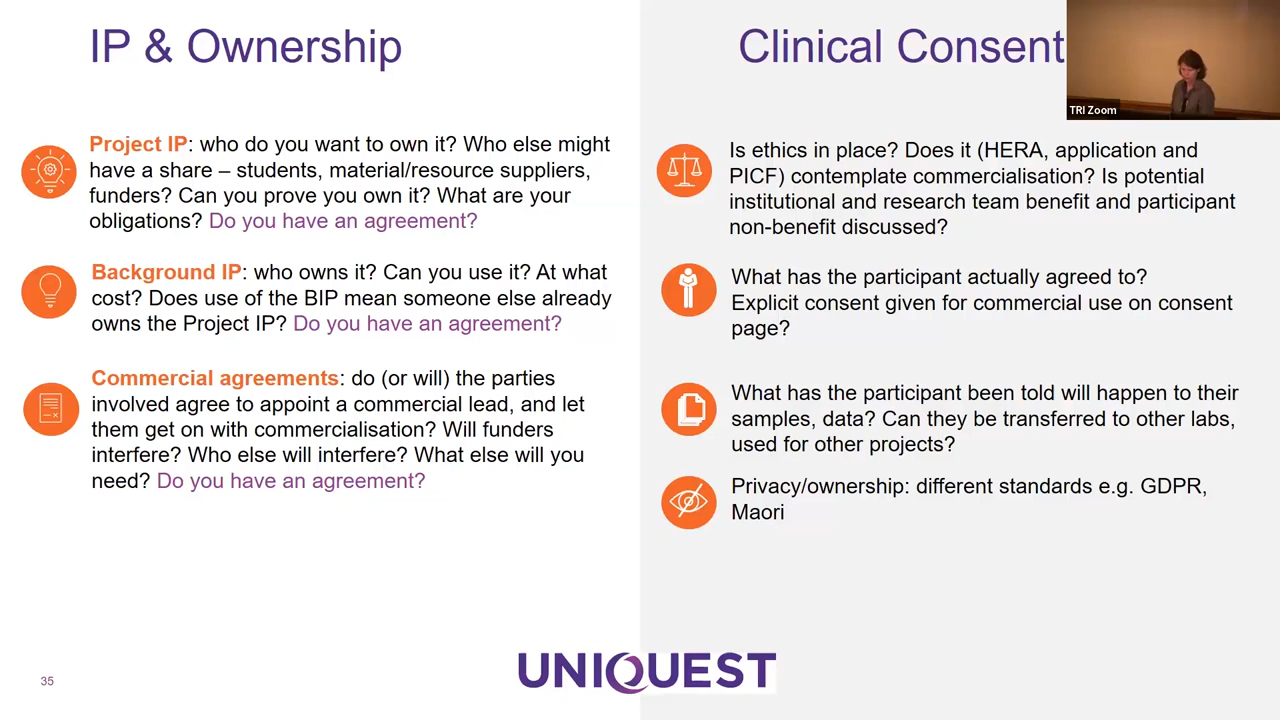 IP & Ownership
Project IP: who do you want to own it? Who else might
have a share – students, material/resource suppliers,
funders? Can you prove you own it? What are your
obligations? Do you have an agreement?
Background IP: who owns it? Can you use it? At what
cost? Does use of the BIP mean someone else already
owns the Project IP? Do you have an agreement?
Commercial agreements: do (or will) the parties
involved agree to appoint a commercial lead, and let
them get on with commercialisation? Will funders
interfere? Who else will interfere? What else will you
need? Do you have an agreement?
Clinical Consent
TRI Zoom
Is ethics in place? Does it (HERA, application and
PICF) contemplate commercialisation? Is potential
institutional and research team benefit and participant
non-benefit discussed?
What has the participant actually agreed to?
Explicit consent given for commercial use on consent
page?
What has the participant been told will happen to their
samples, data? Can they be transferred to other labs,
used for other projects?
Privacy/ownership: different standards e.g. GDPR,
Maori
35
UNIQUEST